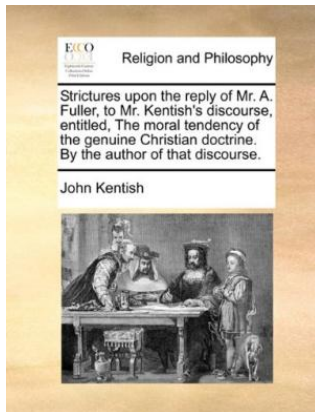 ECCO
Religion and Philosophy
Strictures upon the reply of Mr. A.
Fuller, to Mr. Kentish's discourse,
entitled, The moral tendency of
the genuine Christian doctrine.
By the author of that discourse.
John Kentish